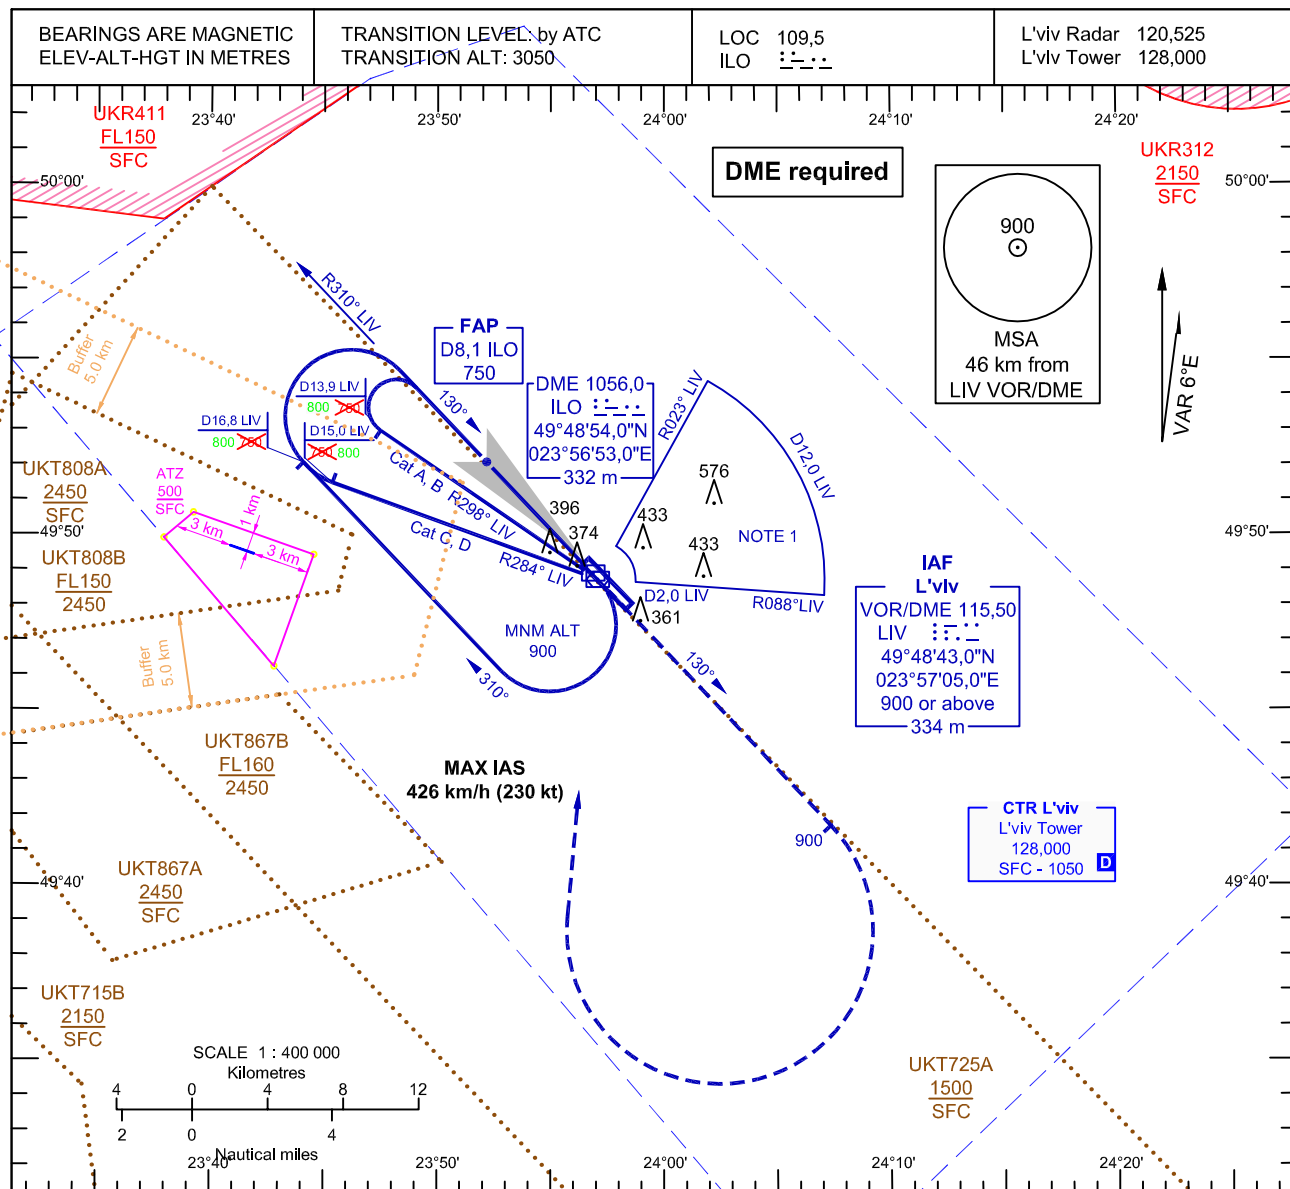 BEARINGS ARE MAGNETIC
ELEV-ALT-HGT IN METRES
TRANSITION LEVEL: by ATC
TRANSITION ALT: 3050
LOC 109,5
ILO
L'viv Radar 120,525
L'viv Tower 128,000
23°40'
23°50'
24°00'
24°10'
24°20'
UKR411
FL150
SFC
UKR312
2150
SFC
DME required
50°00'
50°00'
900
MSA
46 km from
LIV VOR/DME
VAR 6°E
R310° LIV
FAP
D8,1 ILO
750
Buffer
5.0 km
130°
DME 1056,0
ILO
49°48'54,0"N
023°56'53,0"E
332 m
R023° LIV
D12,0 LIV
D13,9 LIV
800 750
D16,8 LIV
800 750
D15,0 LIV
750 800
UKT808A
2450
SFC
ATZ
500
SFC
1 km
3 km
3 km
Cat A, B R298° LIV
Cat C, D
R284° LIV
396
374
576
433
433
NOTE 1
49°50'
49°50'
UKT808B
FL150
2450
D2,0 LIV
361
R088°LIV
IAF
L'vIv
VOR/DME 115,50
LIV
49°48'43,0"N
023°57'05,0"E
900 or above
334 m
MNM ALT
900
Buffer
5.0 km
310°
130°
UKT867B
FL160
2450
MAX IAS
426 km/h (230 kt)
900
CTR L'viv
L'viv Tower
128,000
SFC - 1050
D
UKT867A
2450
SFC
49°40'
49°40'
UKT715B
2150
SFC
UKT725A
1500
SFC
SCALE 1 : 400 000
Kilometres
4 0 4 8 12
2 0 4
Nautical miles
23°40'
23°50'
24°00'
24°10'
24°20'